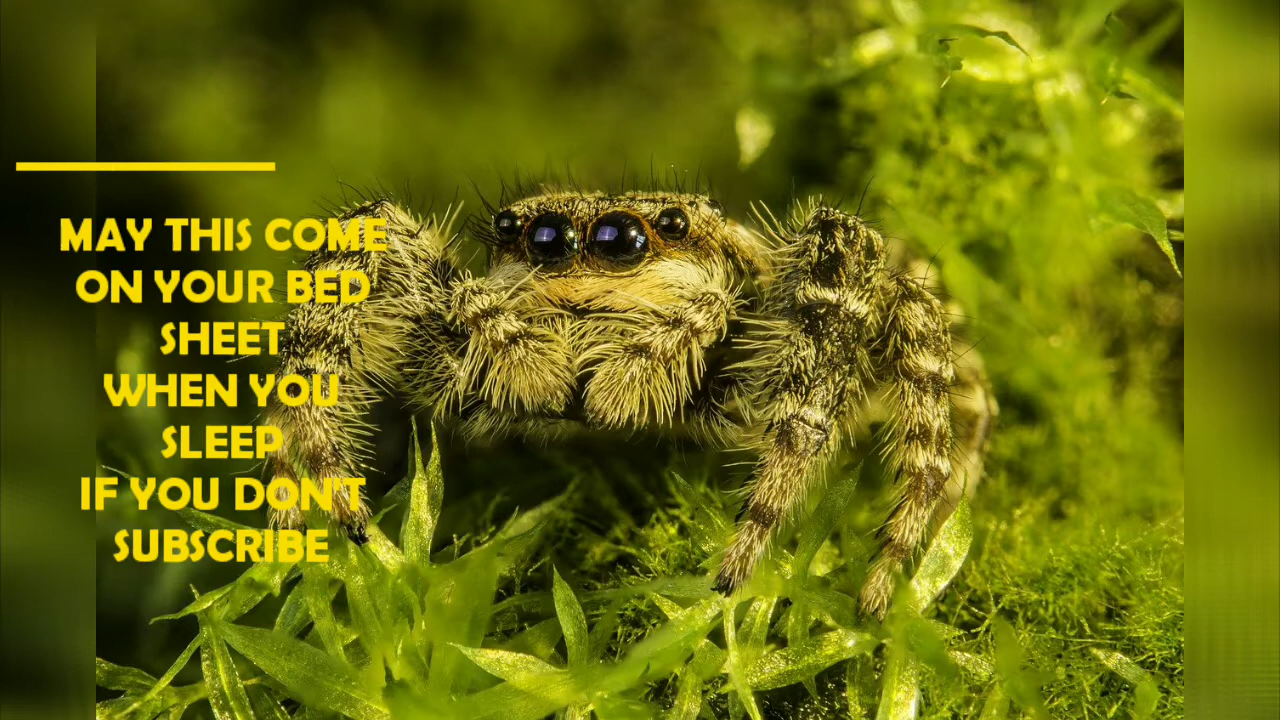 MAY THIS COME
ON YOUR BED
SHEET
WHEN YOU
SLEEP
IF YOU DON'T
SUBSCRIBE